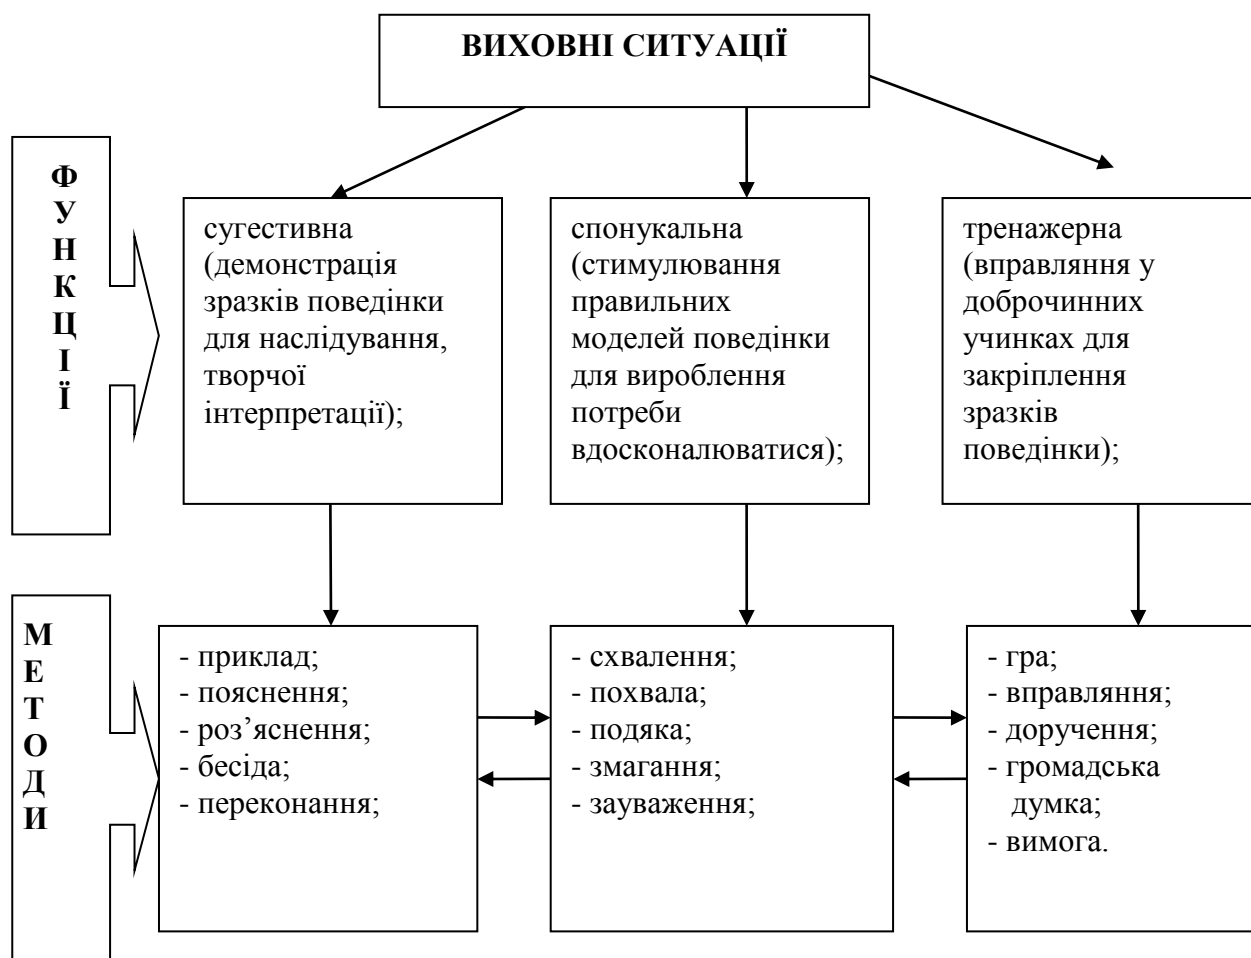 ВИХОВНІ СИТУАЦІЇ
ФУНКЦІЇ
сугестивна
(демонстрація
зразків поведінки
для наслідування,
творчої
інтерпретації);
спонукальна
(стимулювання
правильних
моделей поведінки
для вироблення
потреби
вдосконалюватися);
тренажерна
(вправляння у
доброчинних
учинках для
закріплення
зразків
поведінки);
МЕТОДИ
- приклад;
- пояснення;
- роз’яснення;
- бесіда;
- переконання;
- схвалення;
- похвала;
- подяка;
- змагання;
- зауваження;
- гра;
- вправляння;
- доручення;
- громадська
думка;
- вимога.